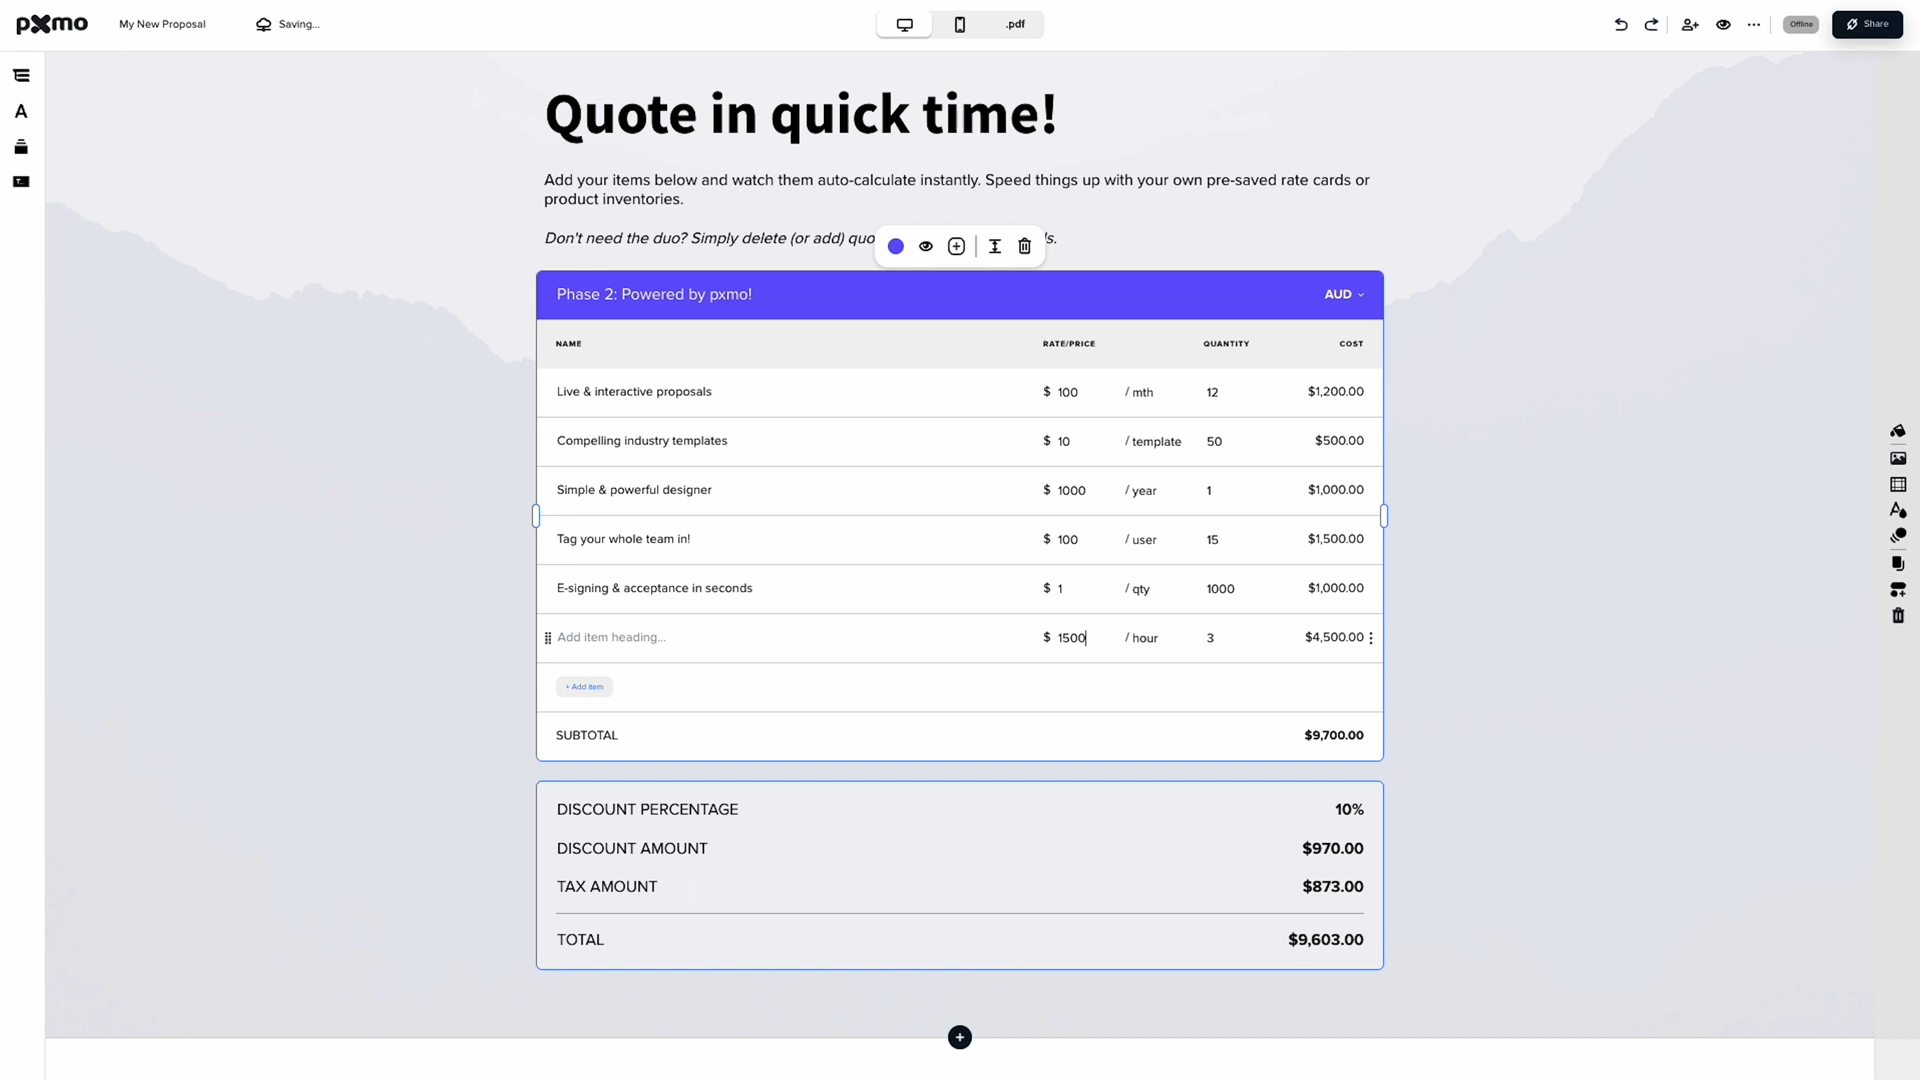 pxmo My New Proposal Saving... .pdf Offline Share
Quote in quick time!
Add your items below and watch them auto-calculate instantly. Speed things up with your own pre-saved rate cards or
product inventories.
Don't need the duo? Simply delete (or add) quo
Phase 2: Powered by pxmo! AUD
NAME RATE/PRICE QUANTITY COST
Live & interactive proposals $ 100 / mth 12 $1,200.00
Compelling industry templates $ 10 / template 50 $500.00
Simple & powerful designer $ 1000 / year 1 $1,000.00
Tag your whole team in! $ 100 / user 15 $1,500.00
E-signing & acceptance in seconds $ 1 / qty 1000 $1,000.00
Add item heading... $ 1500 / hour 3 $4,500.00
+ Add item
SUBTOTAL $9,700.00
DISCOUNT PERCENTAGE 10%
DISCOUNT AMOUNT $970.00
TAX AMOUNT $873.00
TOTAL $9,603.00